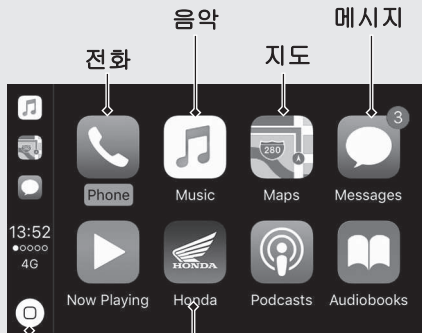 음악
메시지
전화
지도
3
280
Phone
Music
Maps
Messages
13:52
4G
HONDA
Now Playing
Honda
Podcasts
Audiobooks